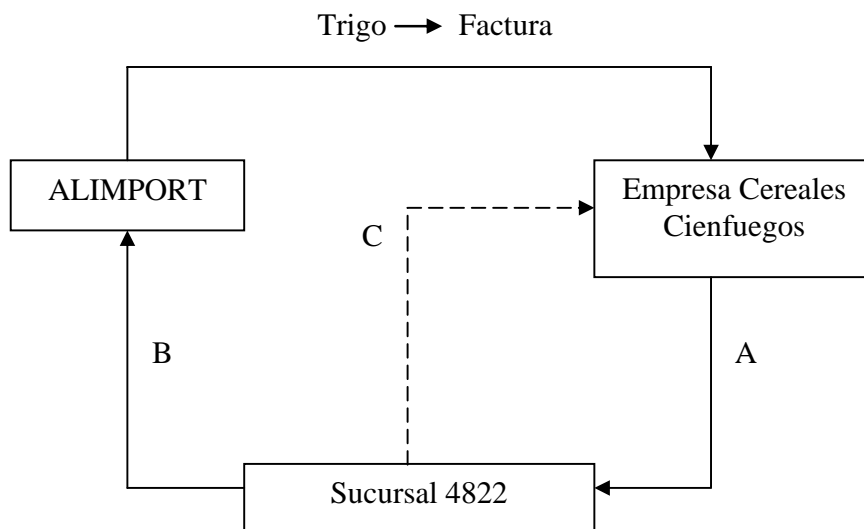 Trigo → Factura
ALIMPORT
Empresa Cereales
Cienfuegos
C
B
A
Sucursal 4822